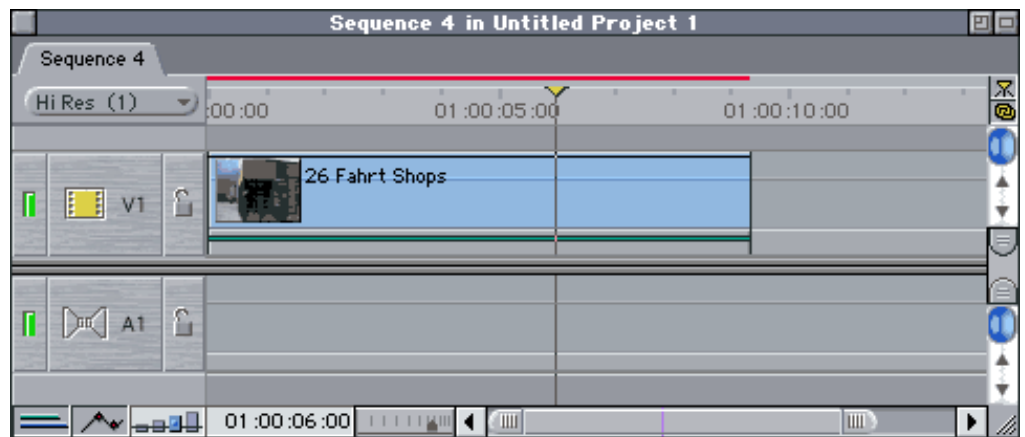 Sequence 4 in Untitled Project 1
Sequence 4
Hi Res (1)
:00:00 01:00:05:00 01:00:10:00
26 Fahrt Shops
V1
A1
01:00:06:00